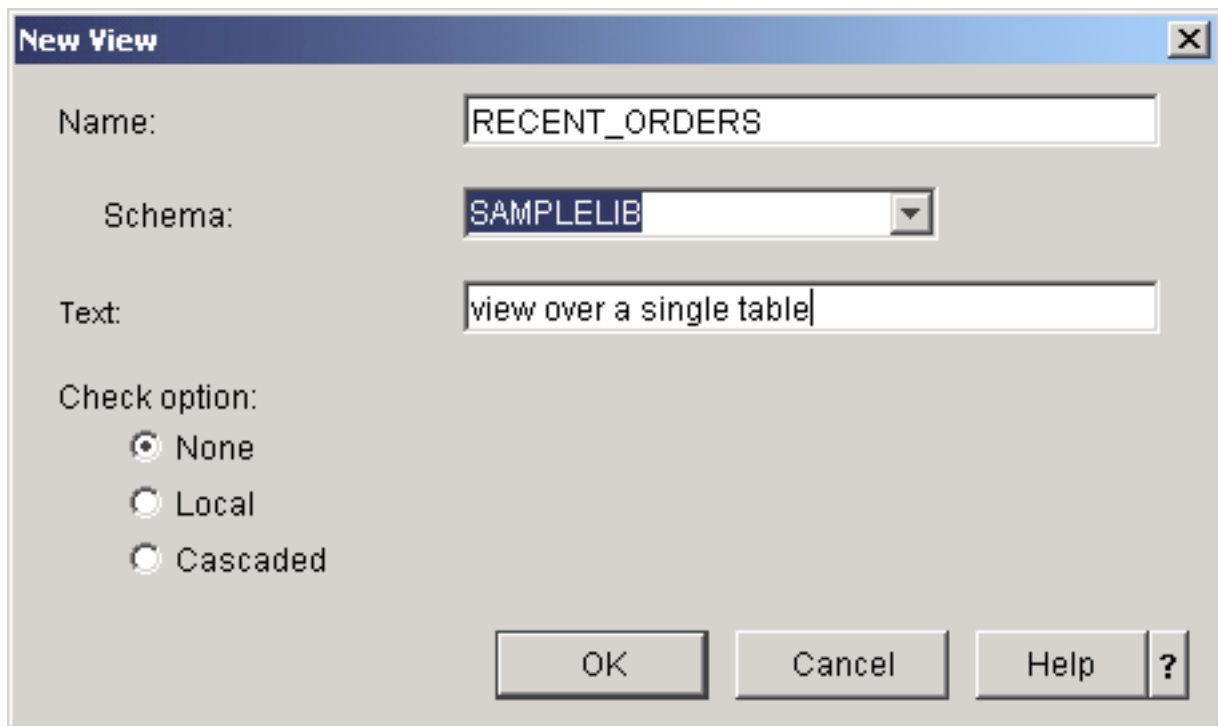 New View
Name: RECENT_ORDERS
Schema: SAMPLELIB
Text: view over a single table
Check option:
None
Local
Cascaded
OK Cancel Help ?